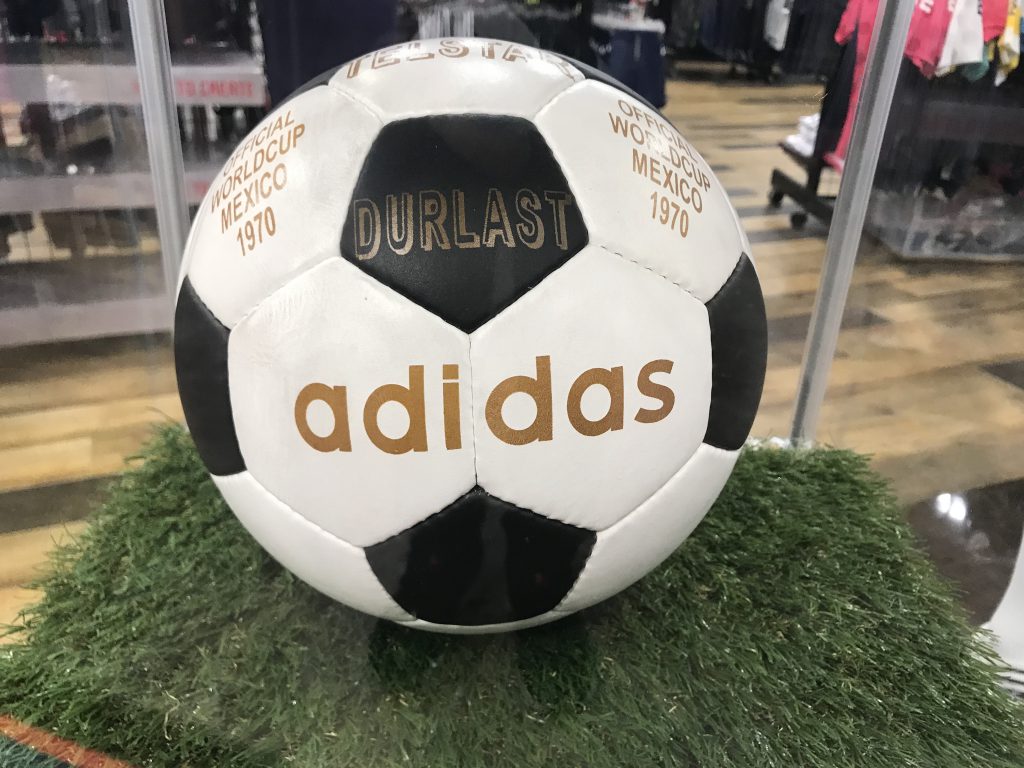 TELSTAR
OFFICIAL
WORLDCUP
MEXICO
1970
OFFICIAL
WORLDCUP
MEXICO
1970
DURLAST
adidas